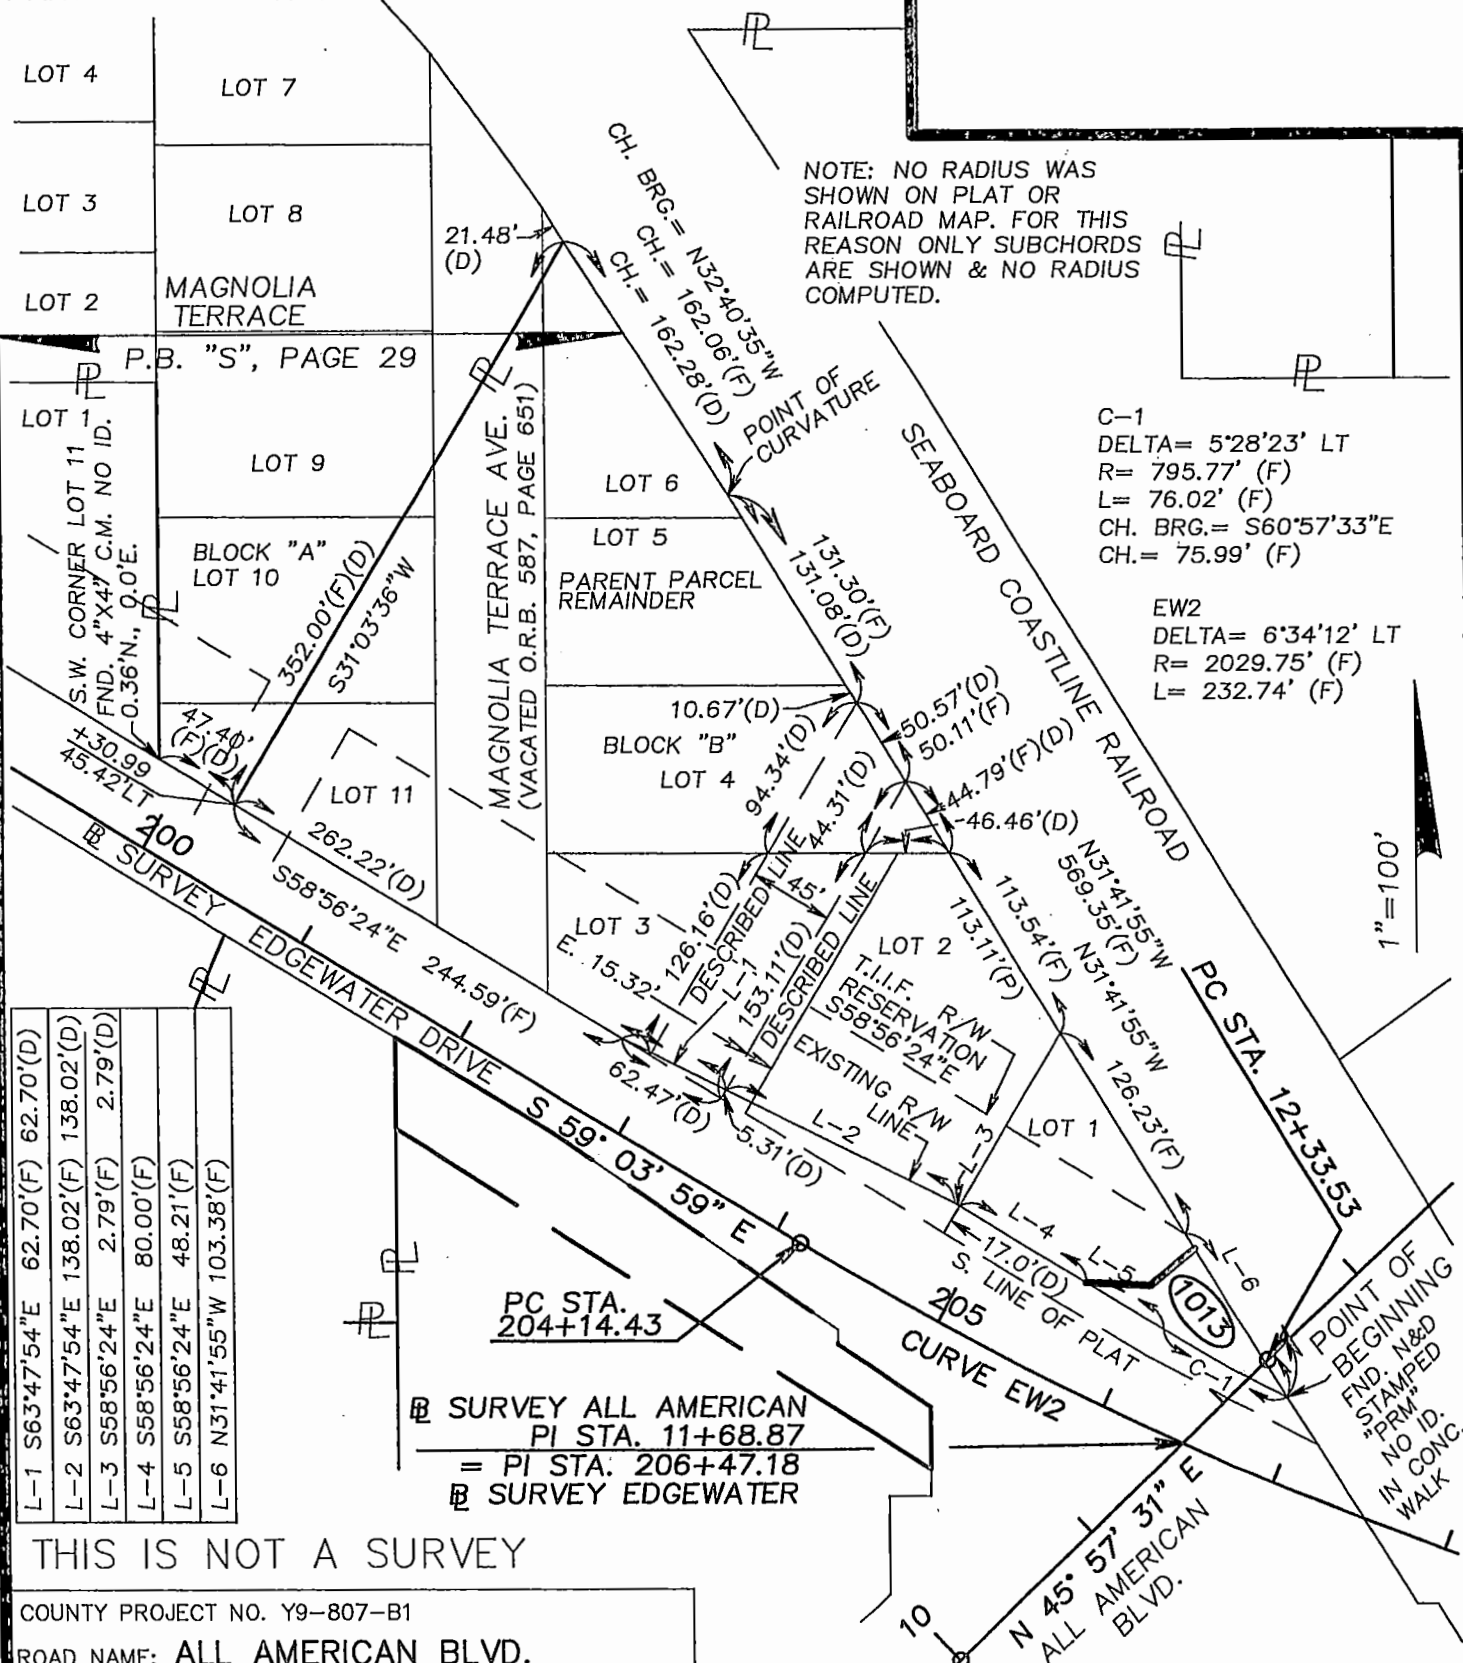 LOT 4
LOT 7
LOT 3
LOT 8
LOT 2
MAGNOLIA
TERRACE
P.B. "S", PAGE 29
LOT 1
LOT 9
BLOCK "A"
LOT 10
LOT 11
S.W. CORNER LOT 11
FND. 4"X4" C.M. NO ID.
0.36'N., 0.0'E.
+30.99
45.42'LT
47.40'
(F)(D)
352.00'(F)(D)
S31°03'36"W
21.48'
(D)
CH. BRG.= N32°40'35"W
CH.= 162.06'(F)
CH.= 162.28'(D)
POINT OF
CURVATURE
NOTE: NO RADIUS WAS
SHOWN ON PLAT OR
RAILROAD MAP. FOR THIS
REASON ONLY SUBCHORDS
ARE SHOWN & NO RADIUS
COMPUTED.
PL
PL
PL
PL
PL
PL
PL
PL
PL
C-1
DELTA= 5°28'23' LT
R= 795.77' (F)
L= 76.02' (F)
CH. BRG.= S60°57'33"E
CH.= 75.99' (F)
EW2
DELTA= 6°34'12' LT
R= 2029.75' (F)
L= 232.74' (F)
MAGNOLIA TERRACE AVE.
(VACATED O.R.B. 587, PAGE 651)
LOT 6
LOT 5
PARENT PARCEL
REMAINDER
131.30'(F)
131.08'(D)
SEABOARD COASTLINE RAILROAD
10.67'(D)
BLOCK "B"
LOT 4
50.57'(D)
50.11'(F)
44.79'(F)(D)
46.46'(D)
94.34'(D)
44.31'(D)
N31°41'55"W
569.35'(F)
N31°41'55"W
1"=100'
200
BL SURVEY EDGEWATER DRIVE S 59° 03' 59" E
262.22'(D)
S58°56'24"E 244.59'(F)
LOT 3
E. 15.32'
126.16'(D)
DESCRIBED LINE
45'
L-1
153.11'(D)
DESCRIBED LINE
LOT 2
T.I.I.F. R/W
RESERVATION
S58°56'24"E
EXISTING R/W
LINE
113.11'(P)
113.54'(F)
126.23'(F)
PC STA. 12+33.53
LOT 1
62.47'(D)
5.31'(D)
L-2
L-3
L-4
L-5
L-6
17.0'(D)
S. LINE OF PLAT
C-1
1013
205
CURVE EW2
PC STA.
204+14.43
POINT OF
BEGINNING
FND. N&D
STAMPED
"PRM"
NO ID.
IN CONC.
WALK
L-1 S63°47'54"E 62.70'(F) 62.70'(D)
L-2 S63°47'54"E 138.02'(F) 138.02'(D)
L-3 S58°56'24"E 2.79'(F) 2.79'(D)
L-4 S58°56'24"E 80.00'(F)
L-5 S58°56'24"E 48.21'(F)
L-6 N31°41'55"W 103.38'(F)
BL SURVEY ALL AMERICAN
PI STA. 11+68.87
= PI STA. 206+47.18
BL SURVEY EDGEWATER
N 45° 57' 31" E
ALL AMERICAN
BLVD.
10
THIS IS NOT A SURVEY
COUNTY PROJECT NO. Y9-807-B1
ROAD NAME: ALL AMERICAN BLVD.